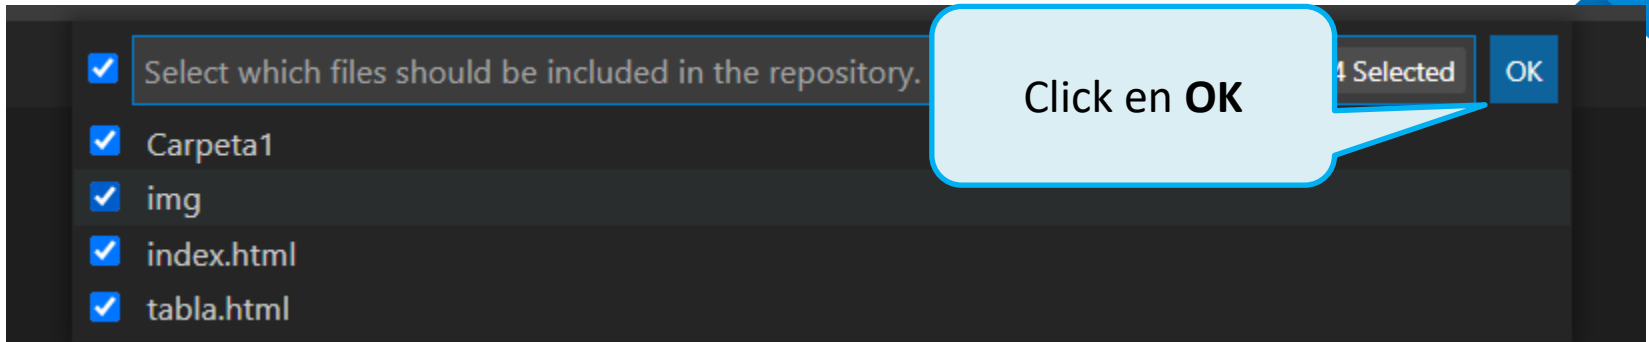 Select which files should be included in the repository.
Click en OK
4 Selected
OK
Carpeta1
img
index.html
tabla.html